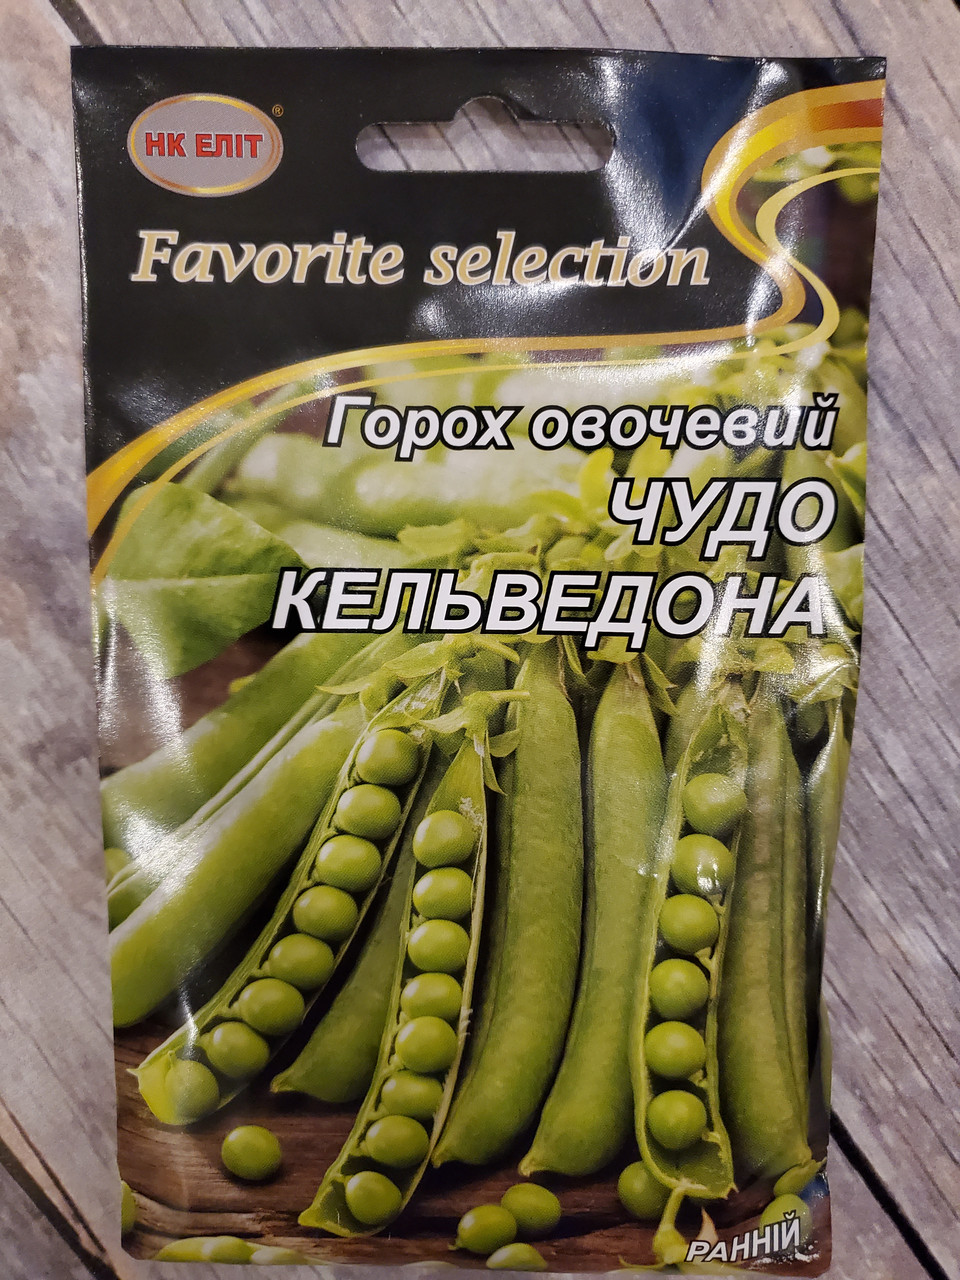 НК ЕЛІТ ®
Favorite selection
Горох овочевий
ЧУДО
КЕЛЬВЕДОНА
РАННІЙ